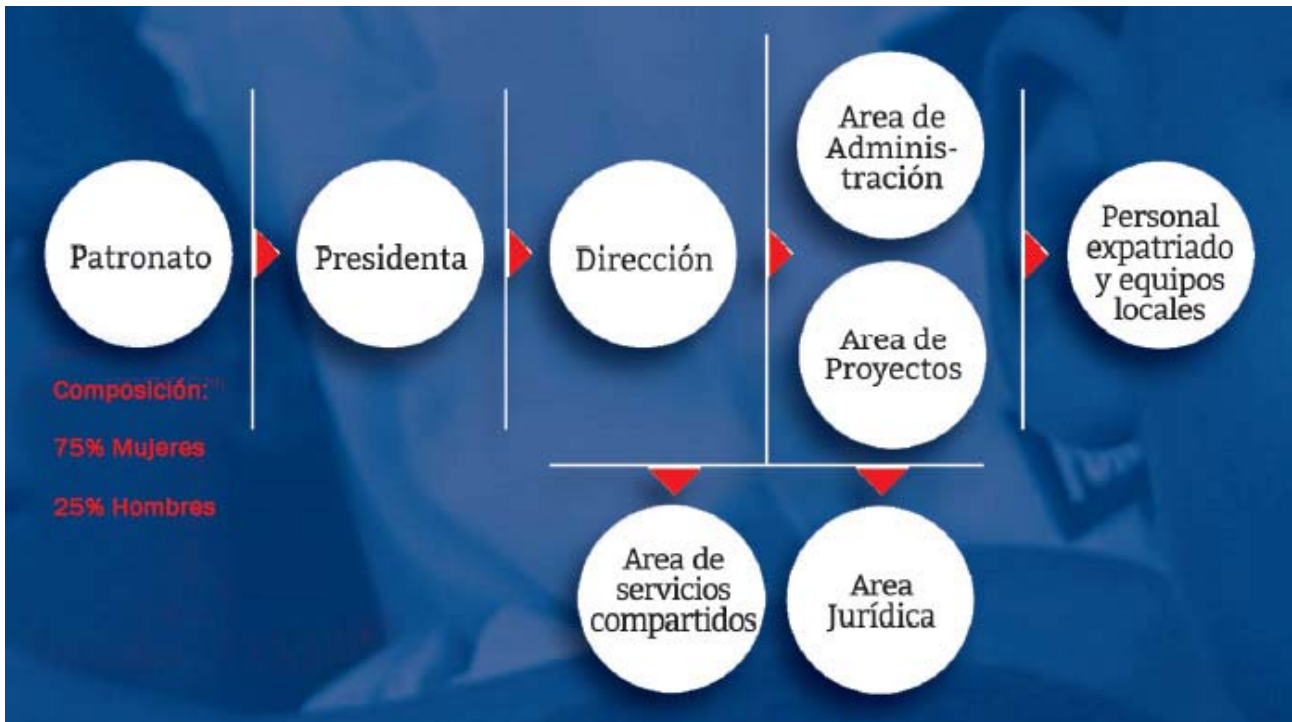 Patronato
Composición:
75% Mujeres
25% Hombres
Presidenta
Dirección
Area de
Adminis-
tración
Area de
Proyectos
Personal
expatriado
y equipos
locales
Area de
servicios
compartidos
Area
Jurídica